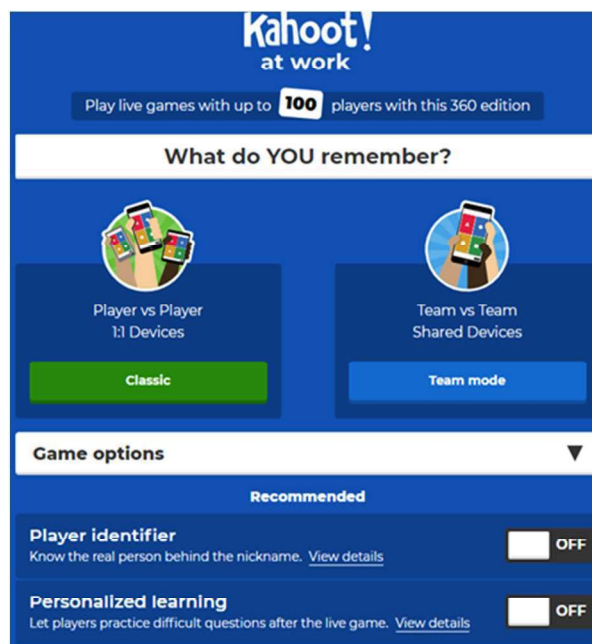 Kahoot!
at work
Play live games with up to 100 players with this 360 edition
What do YOU remember?
Player vs Player
1:1 Devices
Classic
Team vs Team
Shared Devices
Team mode
Game options
Recommended
Player identifier
Know the real person behind the nickname. View details
OFF
Personalized learning
Let players practice difficult questions after the live game. View details
OFF